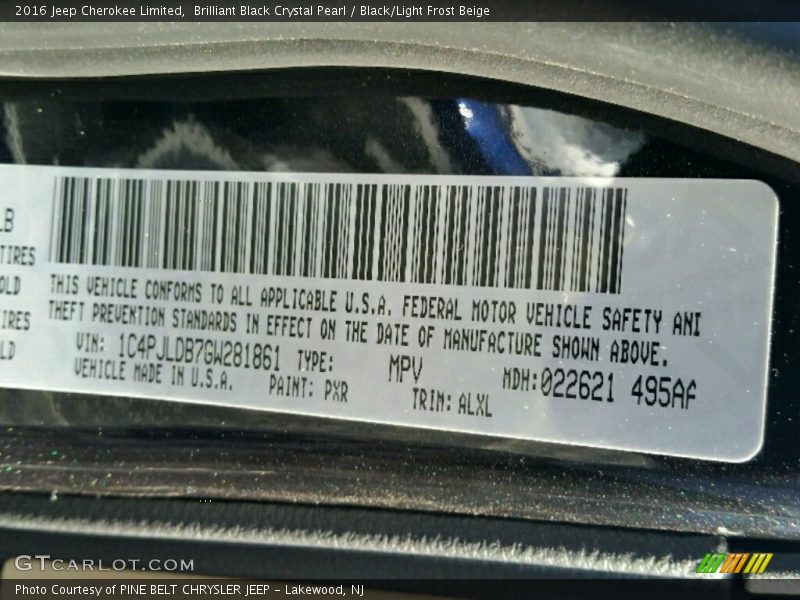 2016 Jeep Cherokee Limited, Brilliant Black Crystal Pearl / Black/Light Frost Beige
LB
TIRES
OLD
TIRES
LD
THIS VEHICLE CONFORMS TO ALL APPLICABLE U.S.A. FEDERAL MOTOR VEHICLE SAFETY AND
THEFT PREVENTION STANDARDS IN EFFECT ON THE DATE OF MANUFACTURE SHOWN ABOVE.
VIN: 1C4PJLDB7GW281861 TYPE: MPV MDH:022621 495AA
VEHICLE MADE IN U.S.A. PAINT: PXR TRIM: ALXL
GTCARLOT.COM
Photo Courtesy of PINE BELT CHRYSLER JEEP – Lakewood, NJ